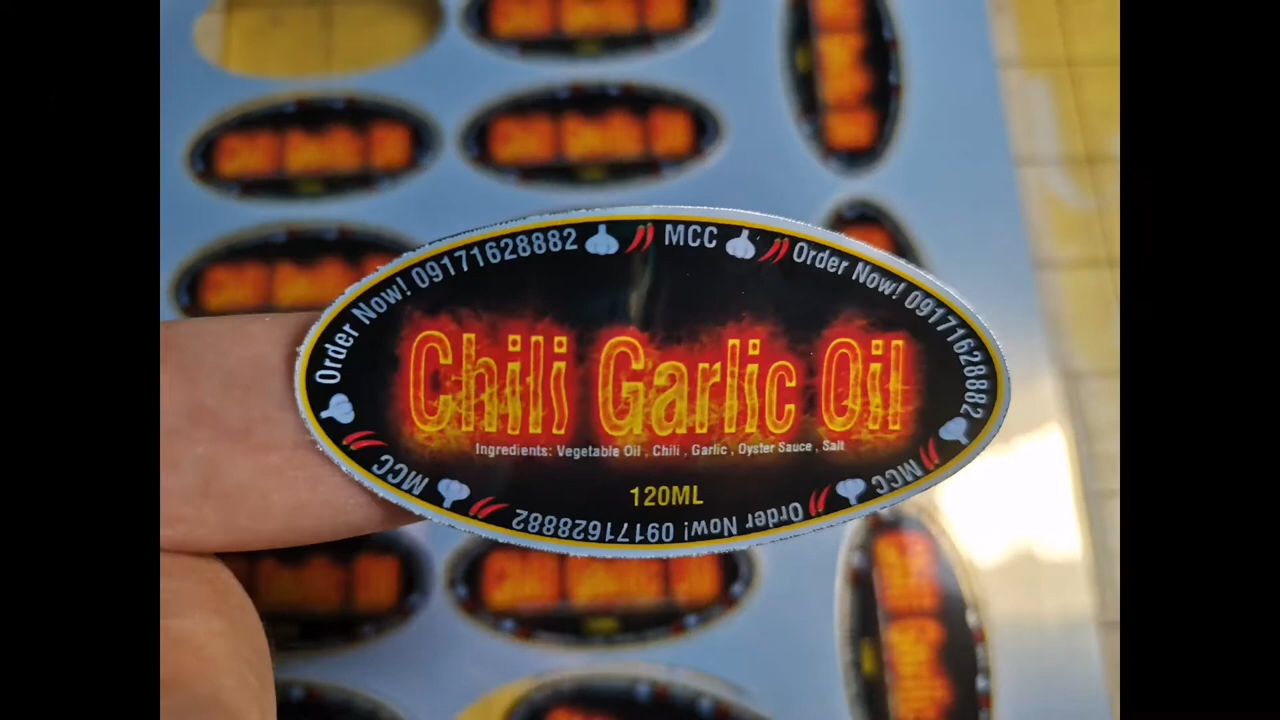 Order Now! 09171628882 MCC Order Now! 09171628882
Chili Garlic Oil
Ingredients: Vegetable Oil , Chili , Garlic , Oyster Sauce , Salt
120ML
MCC Order Now! 09171628882 MCC